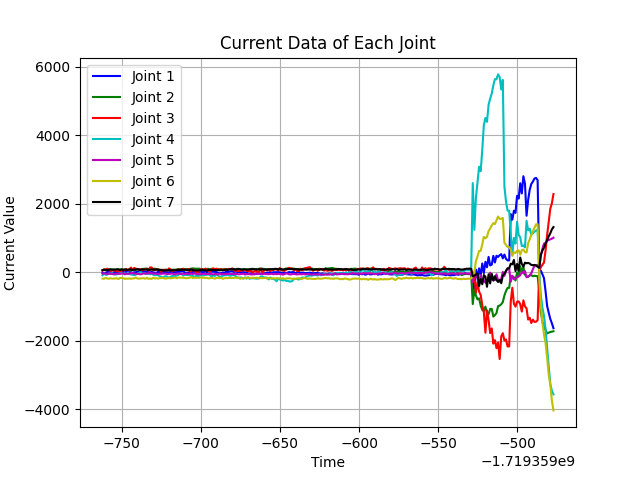 Current Data of Each Joint
Current Value
6000
4000
2000
0
−2000
−4000
Joint 1
Joint 2
Joint 3
Joint 4
Joint 5
Joint 6
Joint 7
−750 −700 −650 −600 −550 −500
Time
−1.719359e9